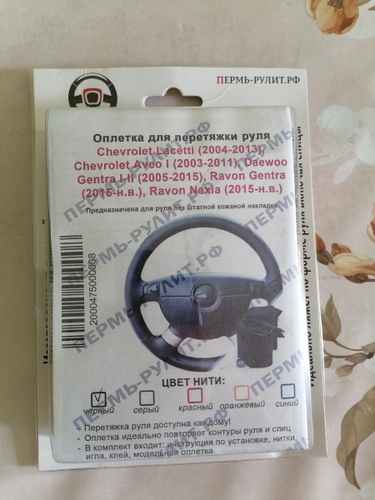 ПЕРМЬ-РУЛИТ.РФ
Оплетка для перетяжки руля
Chevrolet Lacetti (2004-2013),
Chevrolet Aveo I (2003-2011), Daewoo
Gentra I-II (2005-2015), Ravon Gentra
(2015-н.в.), Ravon Nexia (2015-н.в.)
Предназначена для руля без штатной кожаной накладки
ПЕРМЬ-РУЛИТ.РФ
2000475000008
ЦВЕТ НИТИ:
черный серый красный оранжевый синий
- Перетяжка руля доступна каждому!
- Оплетка идеально повторяет контуры руля и спиц
- В комплект входит: инструкция по установке, нитки,
игла, клей, модельная оплетка